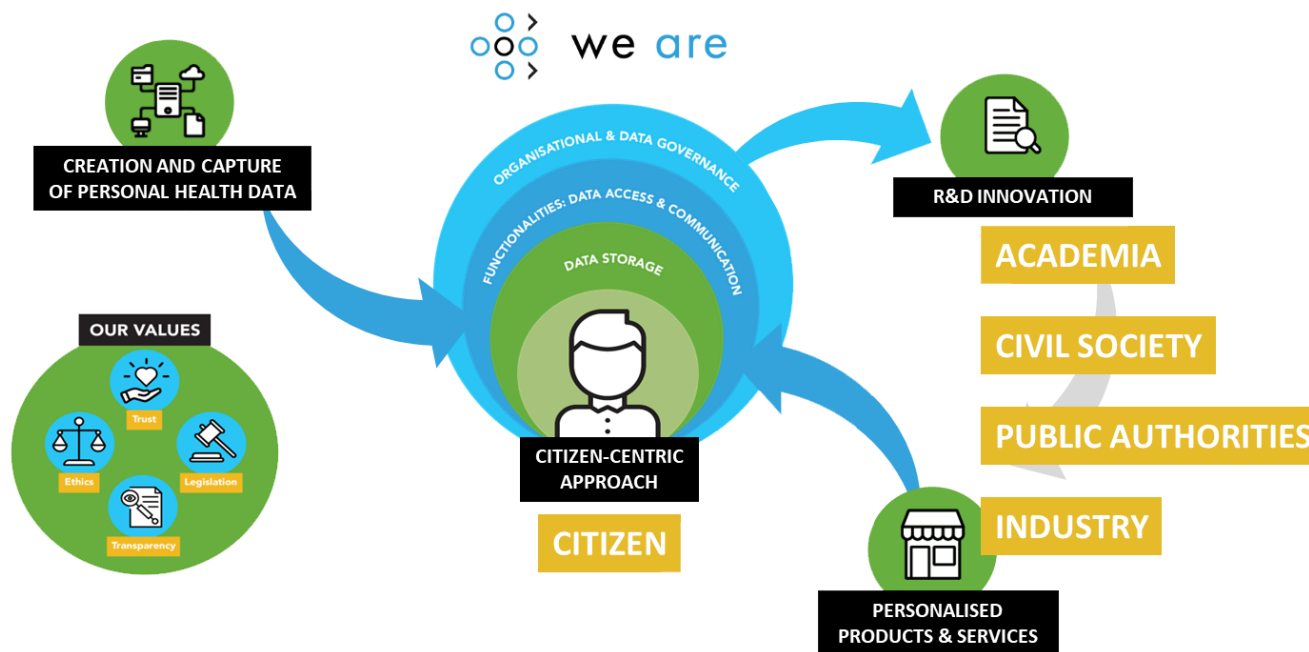 we are
CREATION AND CAPTURE
OF PERSONAL HEALTH DATA
ORGANISATIONAL & DATA GOVERNANCE
FUNCTIONALITIES: DATA ACCESS & COMMUNICATION
DATA STORAGE
CITIZEN-CENTRIC
APPROACH
CITIZEN
R&D INNOVATION
ACADEMIA
CIVIL SOCIETY
PUBLIC AUTHORITIES
INDUSTRY
PERSONALISED
PRODUCTS & SERVICES
OUR VALUES
Trust
Ethics
Legislation
Transparency